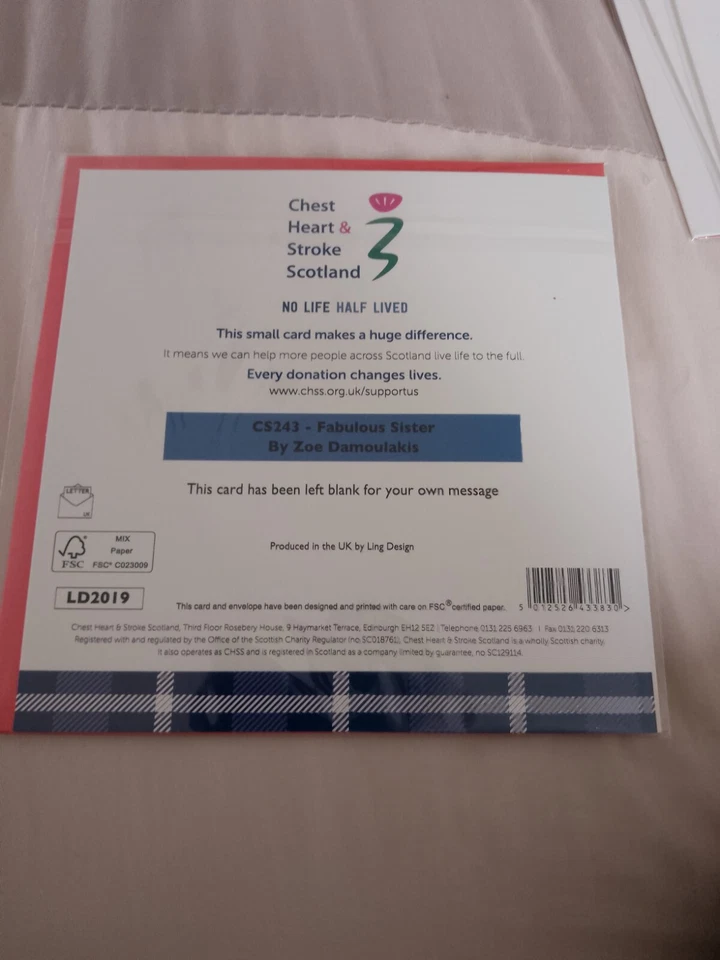 Chest
Heart &
Stroke
Scotland
NO LIFE HALF LIVED
This small card makes a huge difference.
It means we can help more people across Scotland live life to the full.
Every donation changes lives.
www.chss.org.uk/supportus
CS243 - Fabulous Sister
By Zoe Damoulakis
This card has been left blank for your own message
LETTER
UK
MIX
Paper
FSC FSC® C023009
Produced in the UK by Ling Design
LD2019
This card and envelope have been designed and printed with care on FSC® certified paper.
5 012526 433830 >
Chest Heart & Stroke Scotland, Third Floor Rosebery House, 9 Haymarket Terrace, Edinburgh EH12 5EZ | Telephone 0131 225 6963 | Fax 0131 220 6313
Registered with and regulated by the Office of the Scottish Charity Regulator (no.SC018761), Chest Heart & Stroke Scotland is a wholly Scottish charity.
It also operates as CHSS and is registered in Scotland as a company limited by guarantee, no.SC129114.